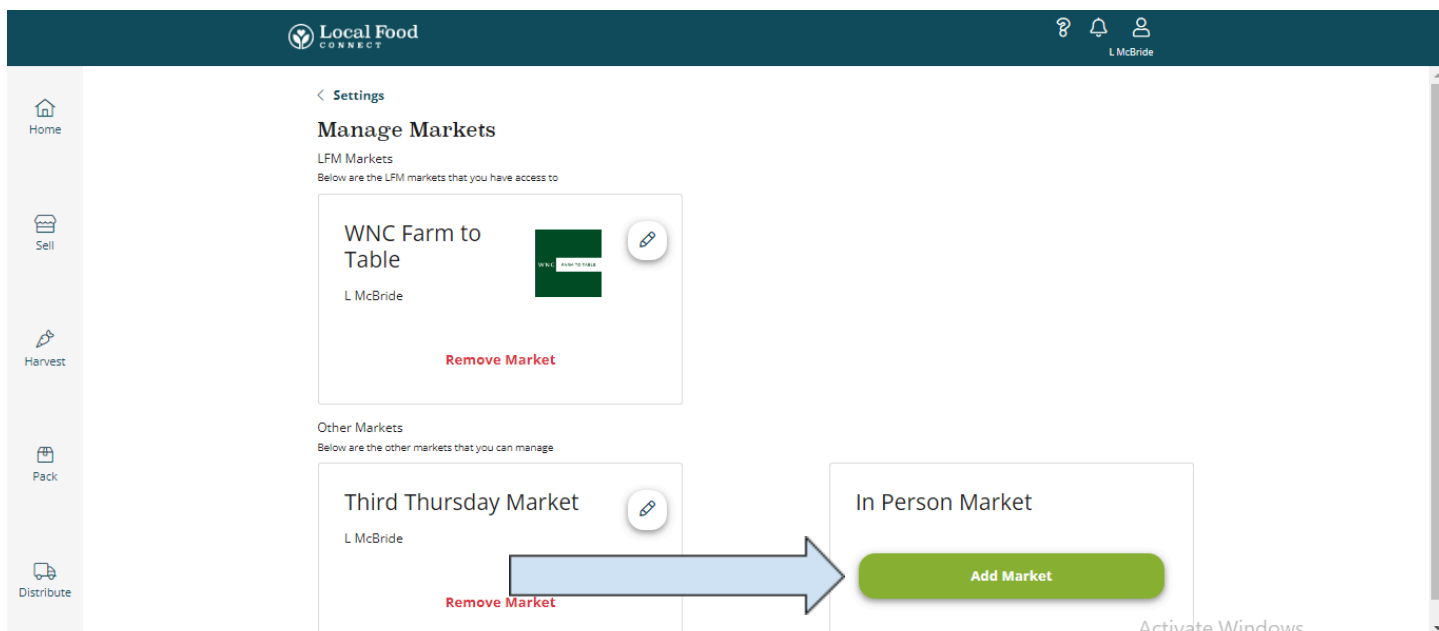 Local Food
CONNECT
L McBride
Home
Sell
Harvest
Pack
Distribute
Settings
Manage Markets
LFM Markets
Below are the LFM markets that you have access to
WNC Farm to
Table
WNC FARM TO TABLE
L McBride
Remove Market
Other Markets
Below are the other markets that you can manage
Third Thursday Market
L McBride
Remove Market
In Person Market
Add Market
Activate Windows